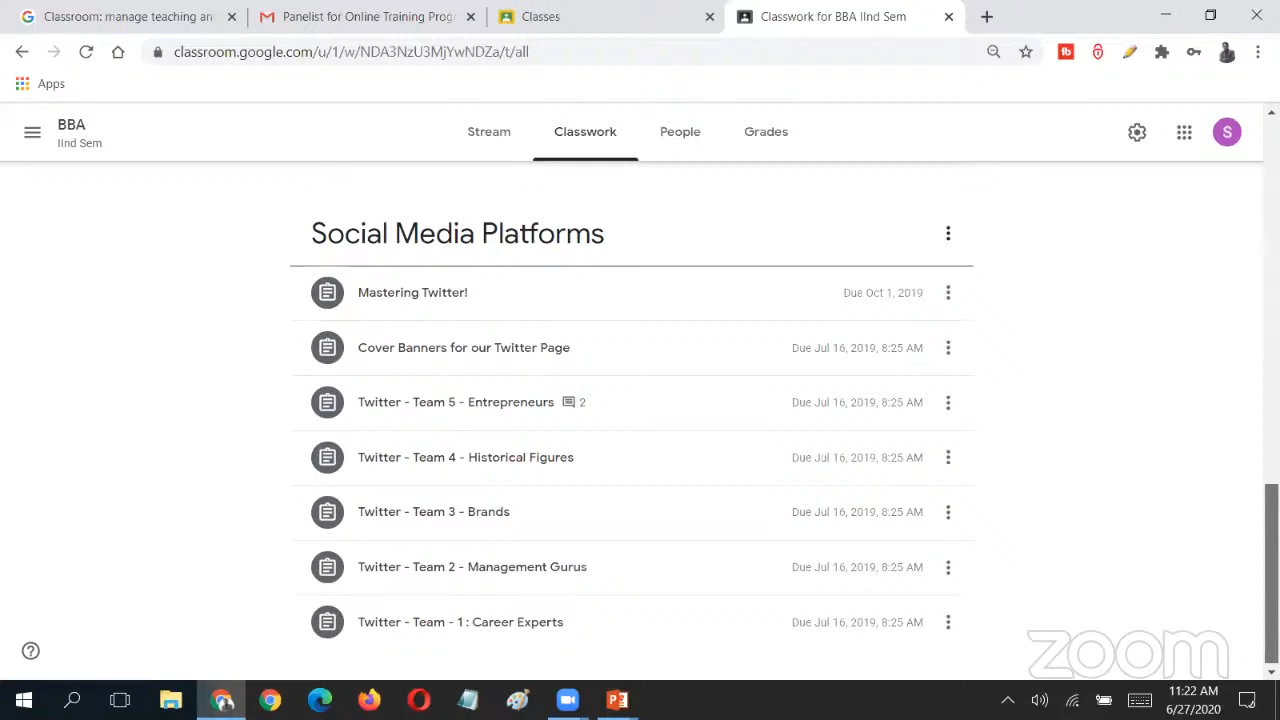 Classroom: manage teaching an
Panelist for Online Training Prog
Classes
Classwork for BBA IInd Sem
classroom.google.com/u/1/w/NDA3NzU3MjYwNDZa/t/all
Apps
BBA
IInd Sem
Stream
Classwork
People
Grades
S
Social Media Platforms
Mastering Twitter! Due Oct 1, 2019
Cover Banners for our Twitter Page Due Jul 16, 2019, 8:25 AM
Twitter - Team 5 - Entrepreneurs 2 Due Jul 16, 2019, 8:25 AM
Twitter - Team 4 - Historical Figures Due Jul 16, 2019, 8:25 AM
Twitter - Team 3 - Brands Due Jul 16, 2019, 8:25 AM
Twitter - Team 2 - Management Gurus Due Jul 16, 2019, 8:25 AM
Twitter - Team - 1: Career Experts Due Jul 16, 2019, 8:25 AM
zoom
11:22 AM
6/27/2020